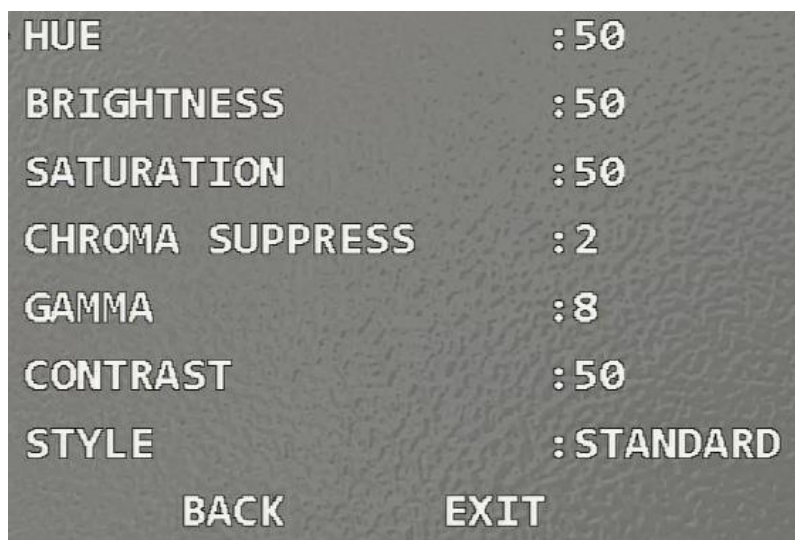 HUE :50
BRIGHTNESS :50
SATURATION :50
CHROMA SUPPRESS :2
GAMMA :8
CONTRAST :50
STYLE :STANDARD
BACK EXIT